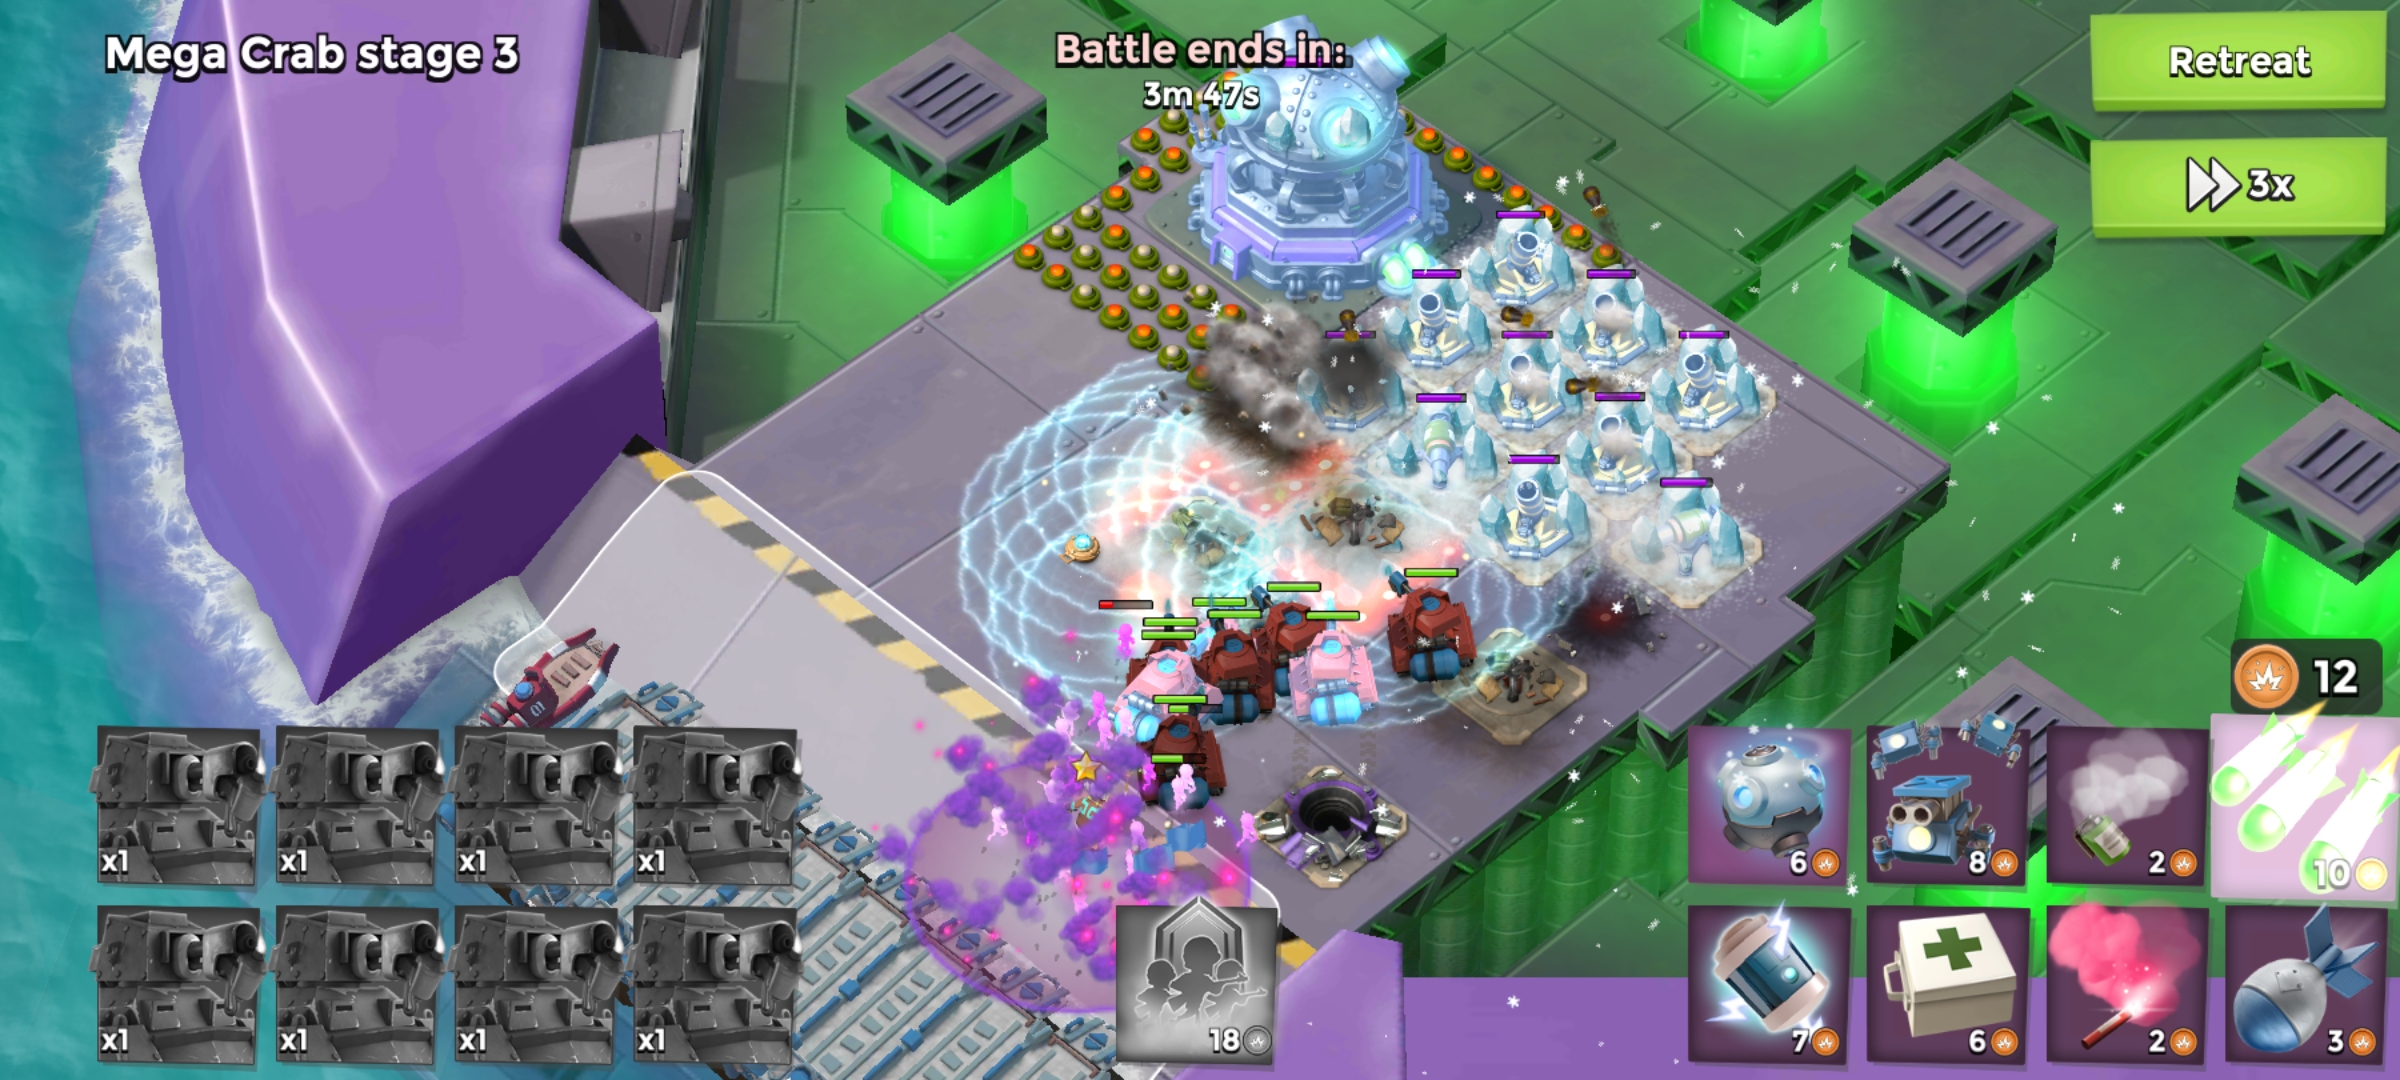 Mega Crab stage 3
Battle ends in:
3m 47s
Retreat
3x
12
x1
x1
x1
x1
6
8
2
10
x1
x1
x1
x1
18
7
6
2
3
01